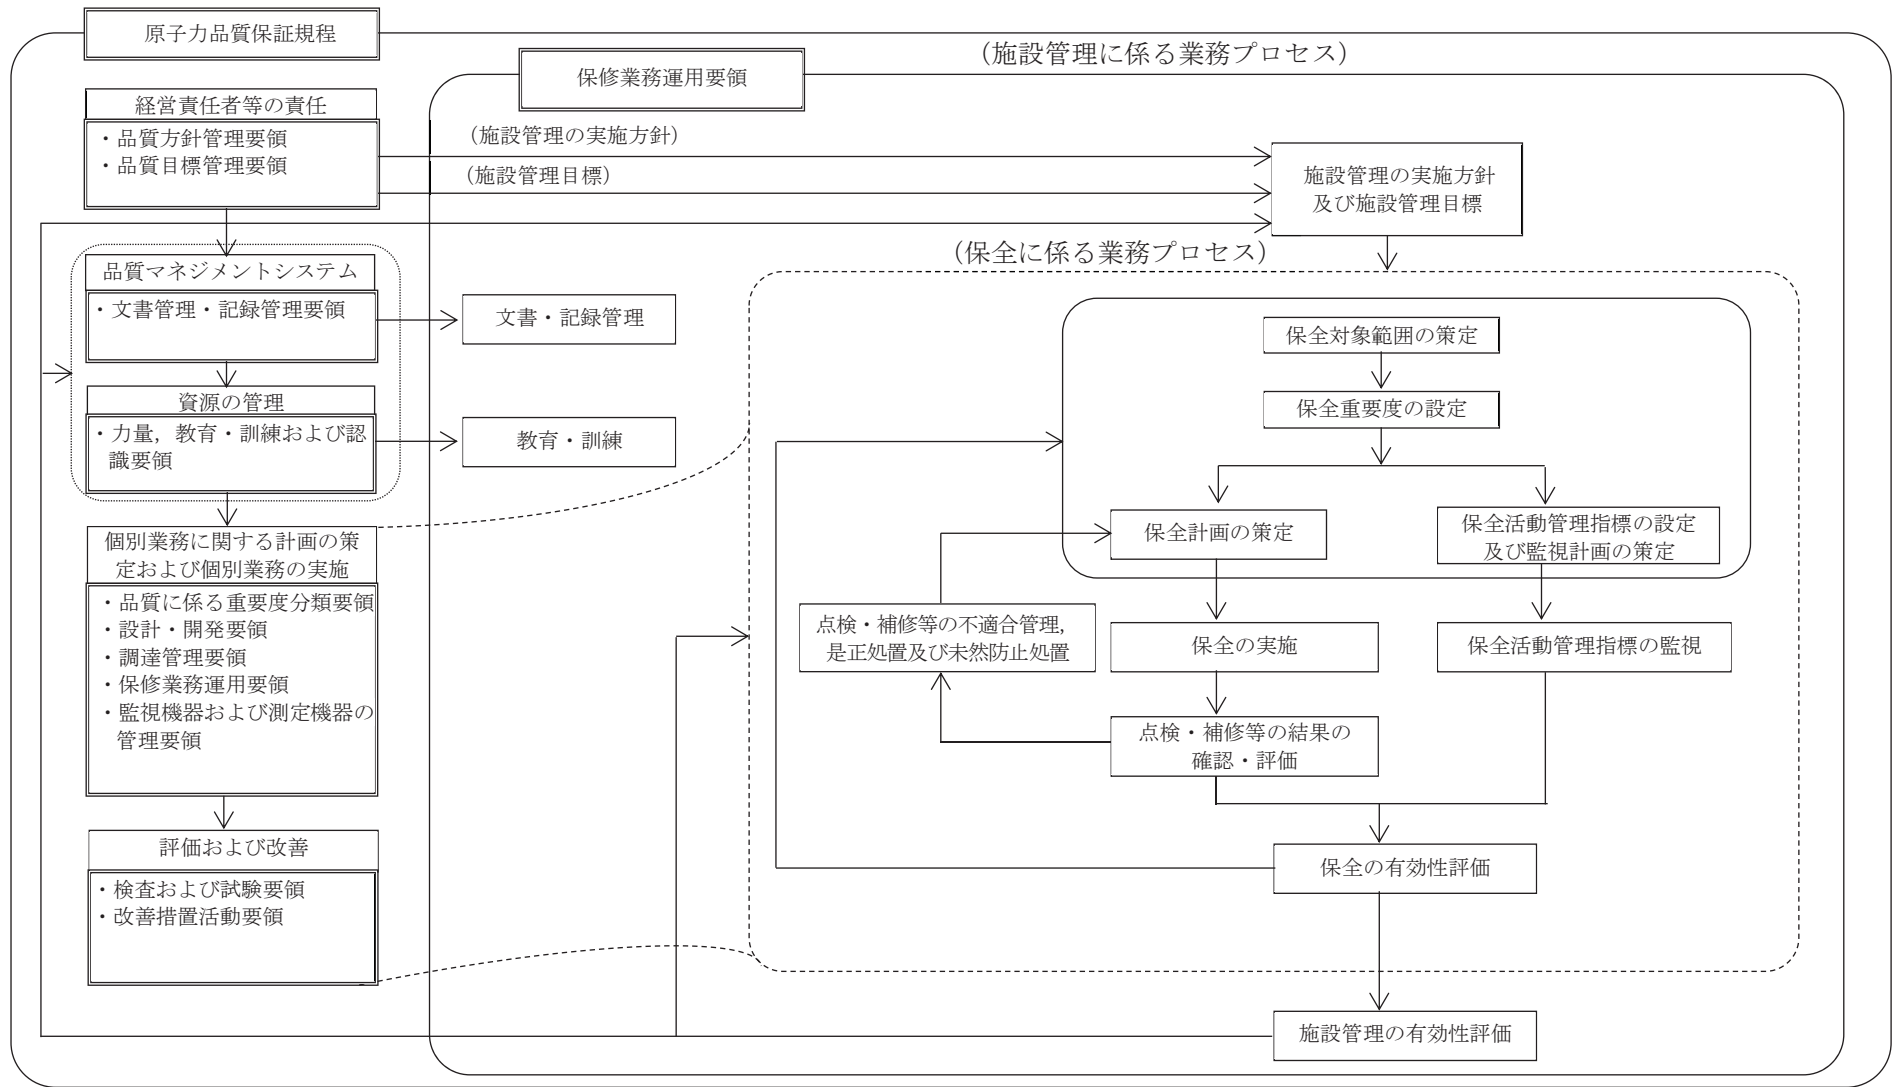 原子力品質保証規程
(施設管理に係る業務プロセス)
保修業務運用要領
経営責任者等の責任
・品質方針管理要領
・品質目標管理要領
(施設管理の実施方針)
(施設管理目標)
施設管理の実施方針
及び施設管理目標
(保全に係る業務プロセス)
品質マネジメントシステム
・文書管理・記録管理要領
文書・記録管理
資源の管理
・力量，教育・訓練および認
識要領
教育・訓練
個別業務に関する計画の策
定および個別業務の実施
・品質に係る重要度分類要領
・設計・開発要領
・調達管理要領
・保修業務運用要領
・監視機器および測定機器の
管理要領
評価および改善
・検査および試験要領
・改善措置活動要領
保全対象範囲の策定
保全重要度の設定
保全計画の策定
保全活動管理指標の設定
及び監視計画の策定
点検・補修等の不適合管理，
是正処置及び未然防止処置
保全の実施
保全活動管理指標の監視
点検・補修等の結果の
確認・評価
保全の有効性評価
施設管理の有効性評価